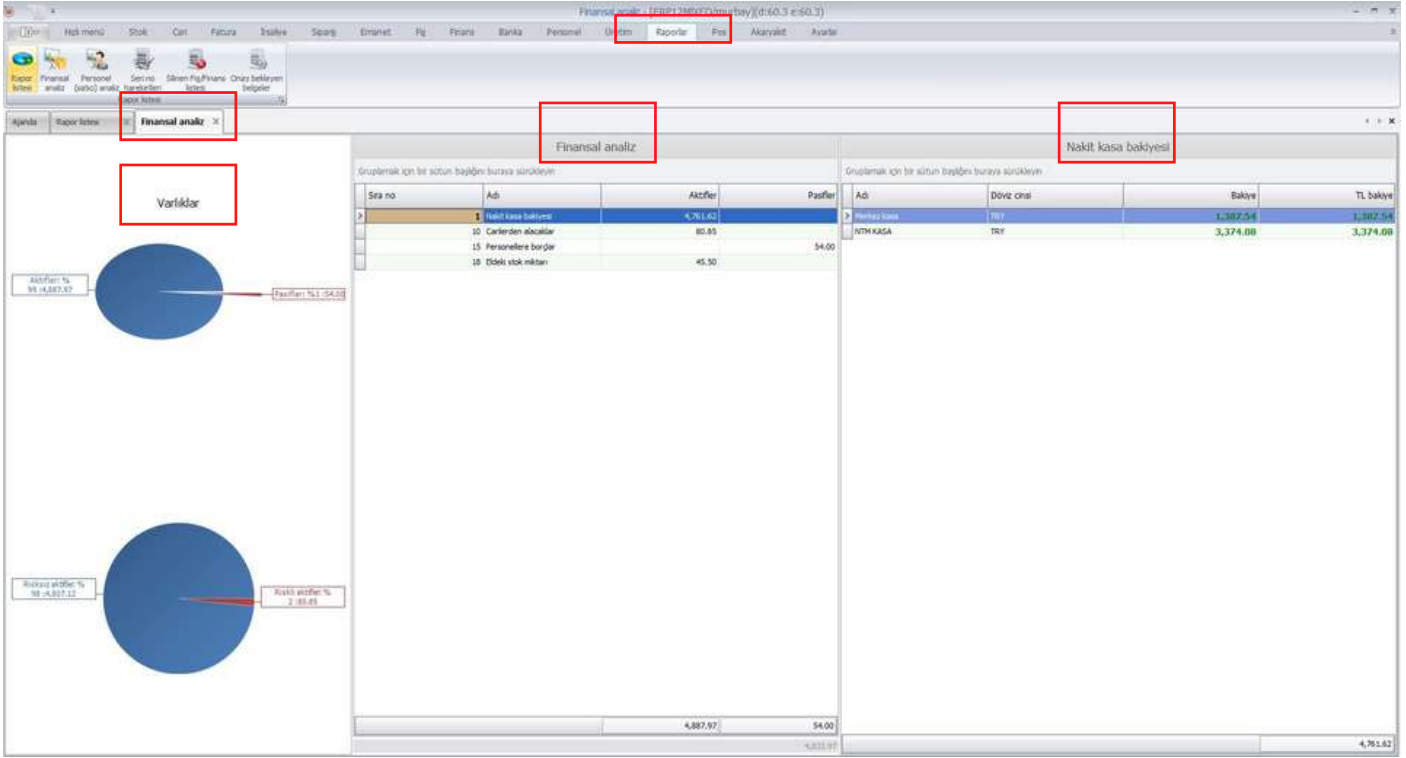 Finansal analiz - [ERP12MIXED/murbay](d:60.3 e:60.3)
Hızlı menü Stok Cari Fatura İrsaliye Sipariş Emanet Fiş Finans Banka Personel Üretim Raporlar Pos Akaryakıt Ayarlar
Rapor listesi
Finansal analiz
Personel (satıcı) analiz
Seri no hareketleri
Silinen Fiş/Finans listesi
Onay bekleyen belgeler
Rapor listesi
Ajanda Rapor listesi Finansal analiz
Varlıklar
Aktifler: %
99 :4,887.97
Pasifler: %1 :54.00
Risksiz aktifler: %
98 :4,807.12
Riskli aktifler: %
2 :80.85
Finansal analiz
Gruplamak için bir sütun başlığını buraya sürükleyin
Sıra no Adı Aktifler Pasifler
1 Nakit kasa bakiyesi 4,761.62
10 Carilerden alacaklar 80.85
15 Personellere borçlar 54.00
18 Eldeki stok miktarı 45.50
4,887.97 54.00
4,833.97
Nakit kasa bakiyesi
Gruplamak için bir sütun başlığını buraya sürükleyin
Adı Döviz cinsi Bakiye TL bakiye
Merkez kasa TRY 1,387.54 1,387.54
NTM KASA TRY 3,374.08 3,374.08
4,761.62